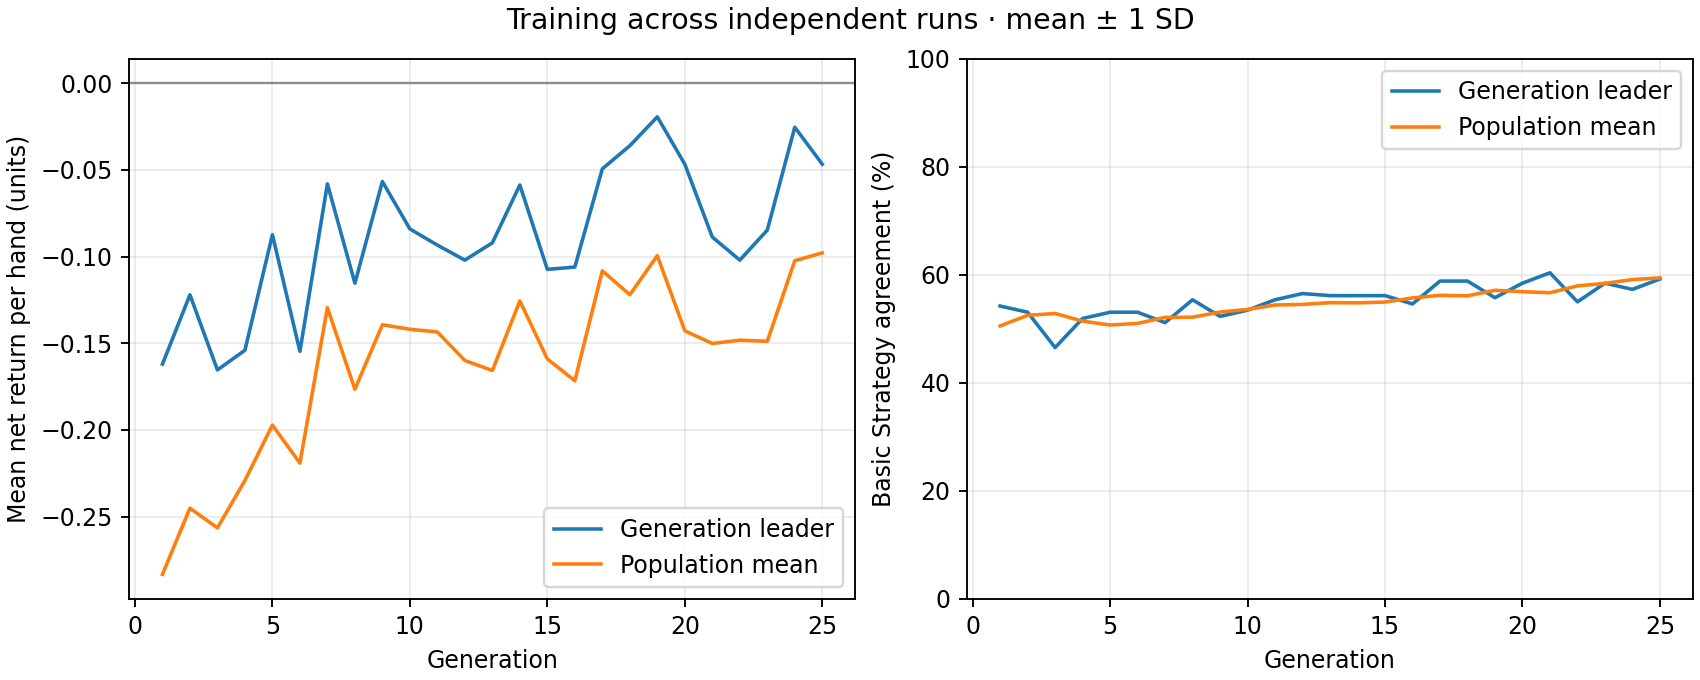 Training across independent runs · mean ± 1 SD
Mean net return per hand (units)
0.00
−0.05
−0.10
−0.15
−0.20
−0.25
0 5 10 15 20 25
Generation
Generation leader
Population mean
Basic Strategy agreement (%)
100
80
60
40
20
0
0 5 10 15 20 25
Generation
Generation leader
Population mean